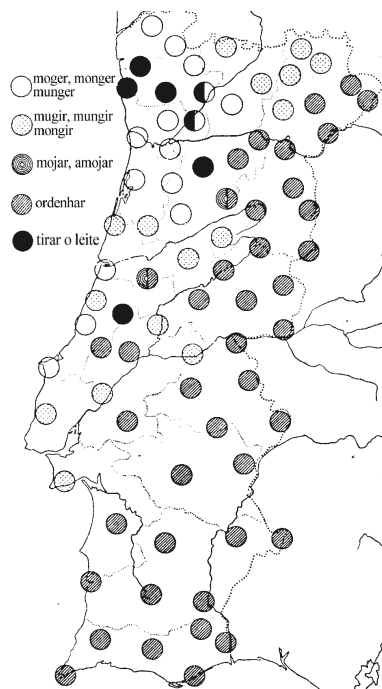 moger, monger
munger
mugir, mungir
mongir
mojar, amojar
ordenhar
tirar o leite